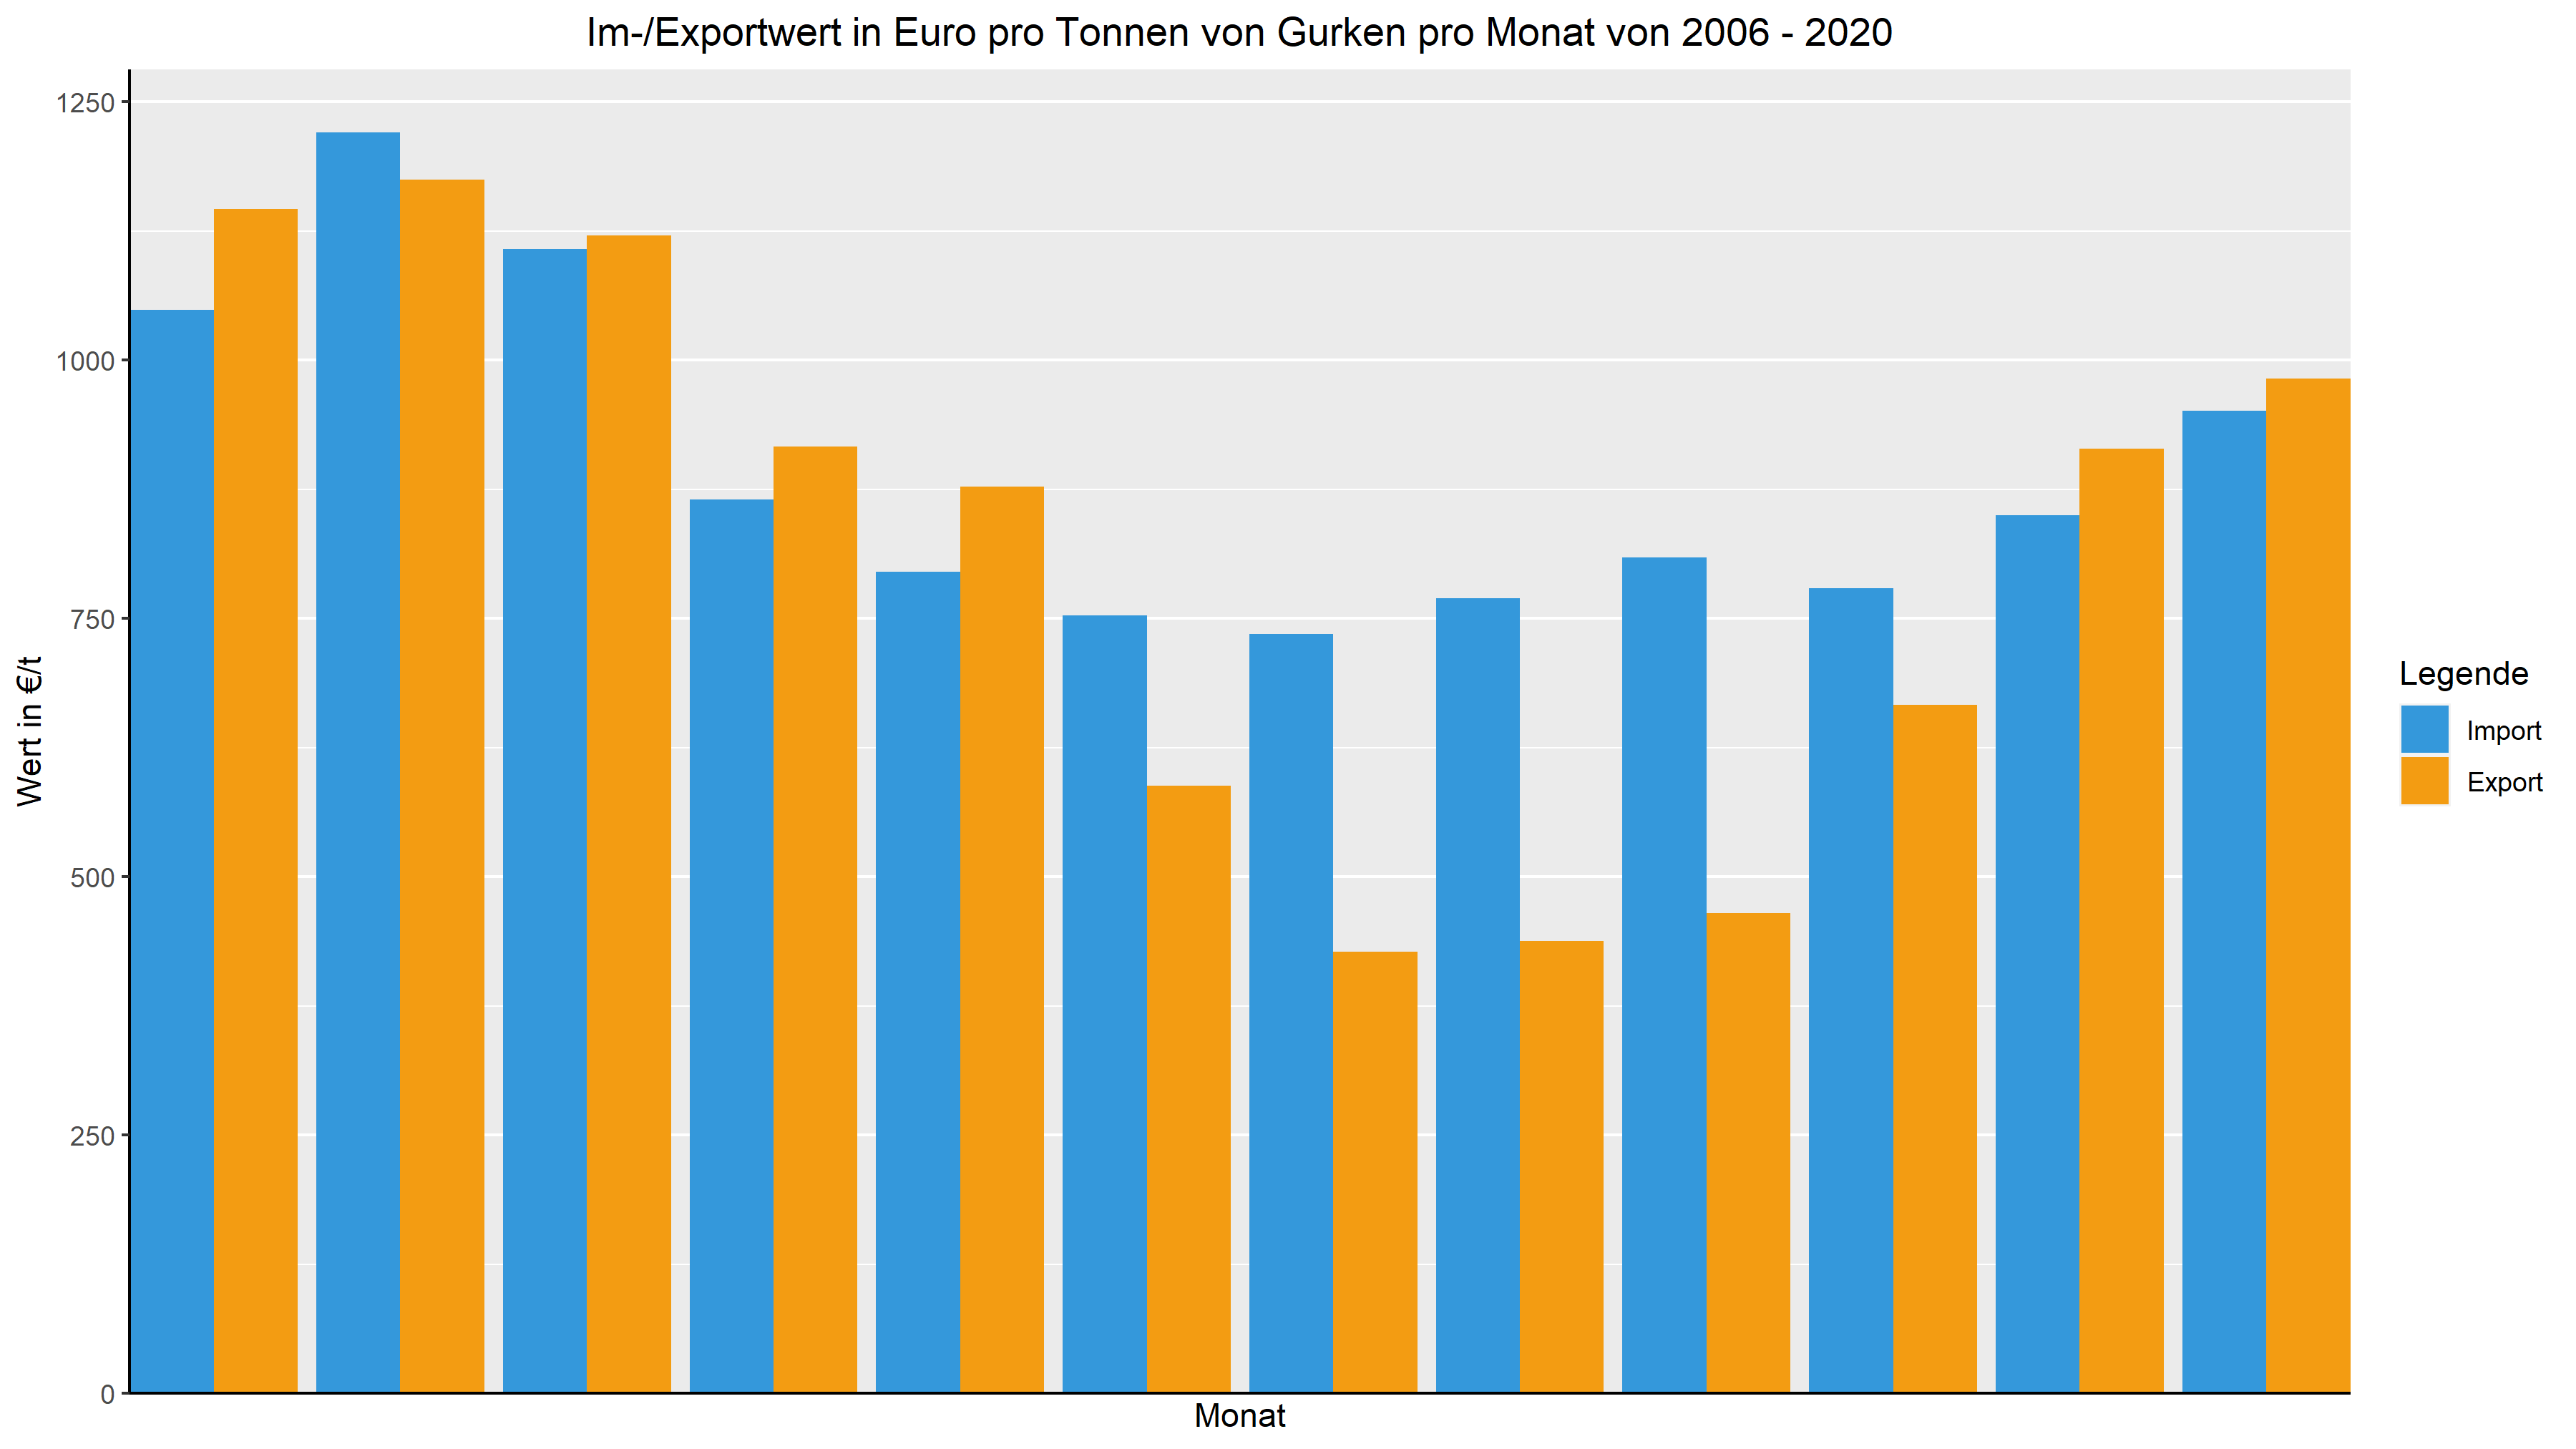 Im-/Exportwert in Euro pro Tonnen von Gurken pro Monat von 2006 - 2020
1250
1000
750
500
250
0
Wert in €/t
Monat
Legende
Import
Export